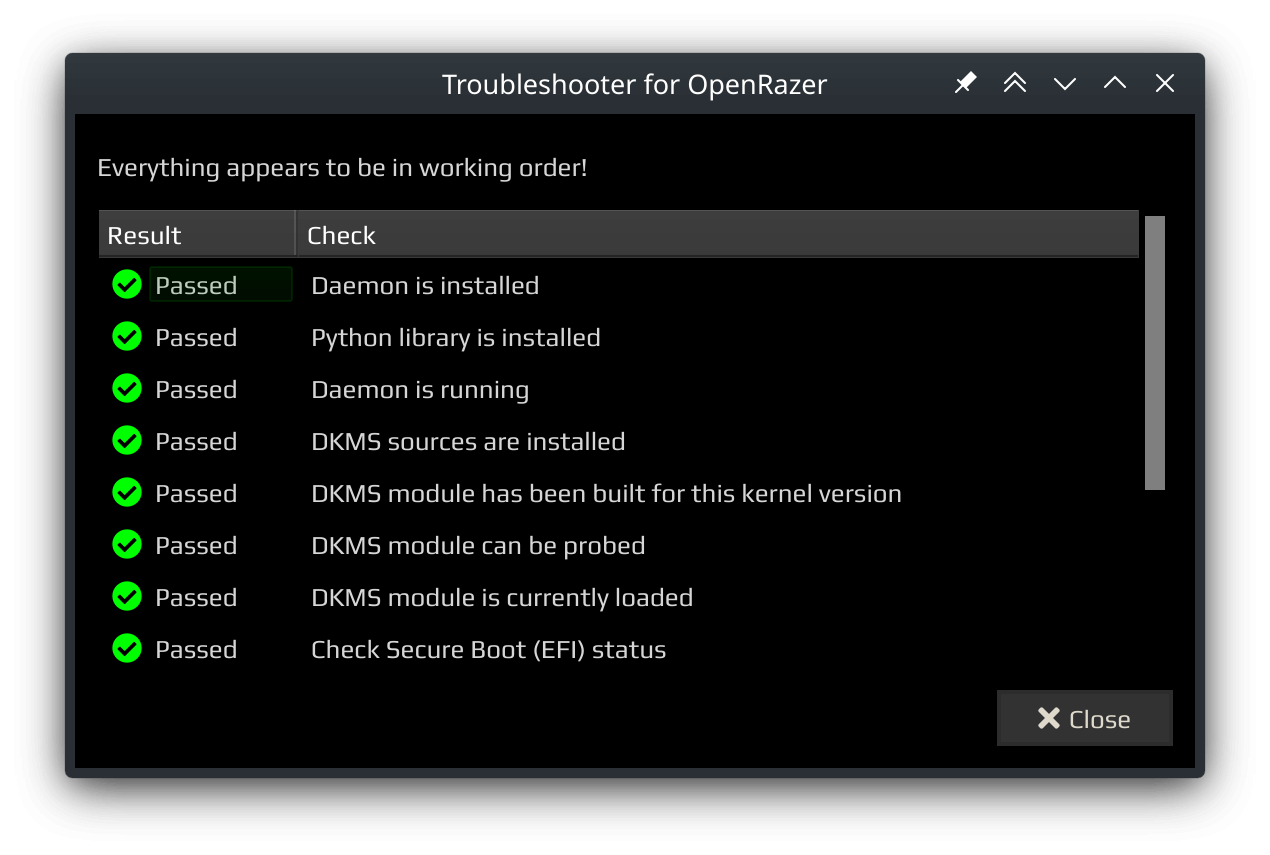 Troubleshooter for OpenRazer
Everything appears to be in working order!
Result Check
Passed Daemon is installed
Passed Python library is installed
Passed Daemon is running
Passed DKMS sources are installed
Passed DKMS module has been built for this kernel version
Passed DKMS module can be probed
Passed DKMS module is currently loaded
Passed Check Secure Boot (EFI) status
Close